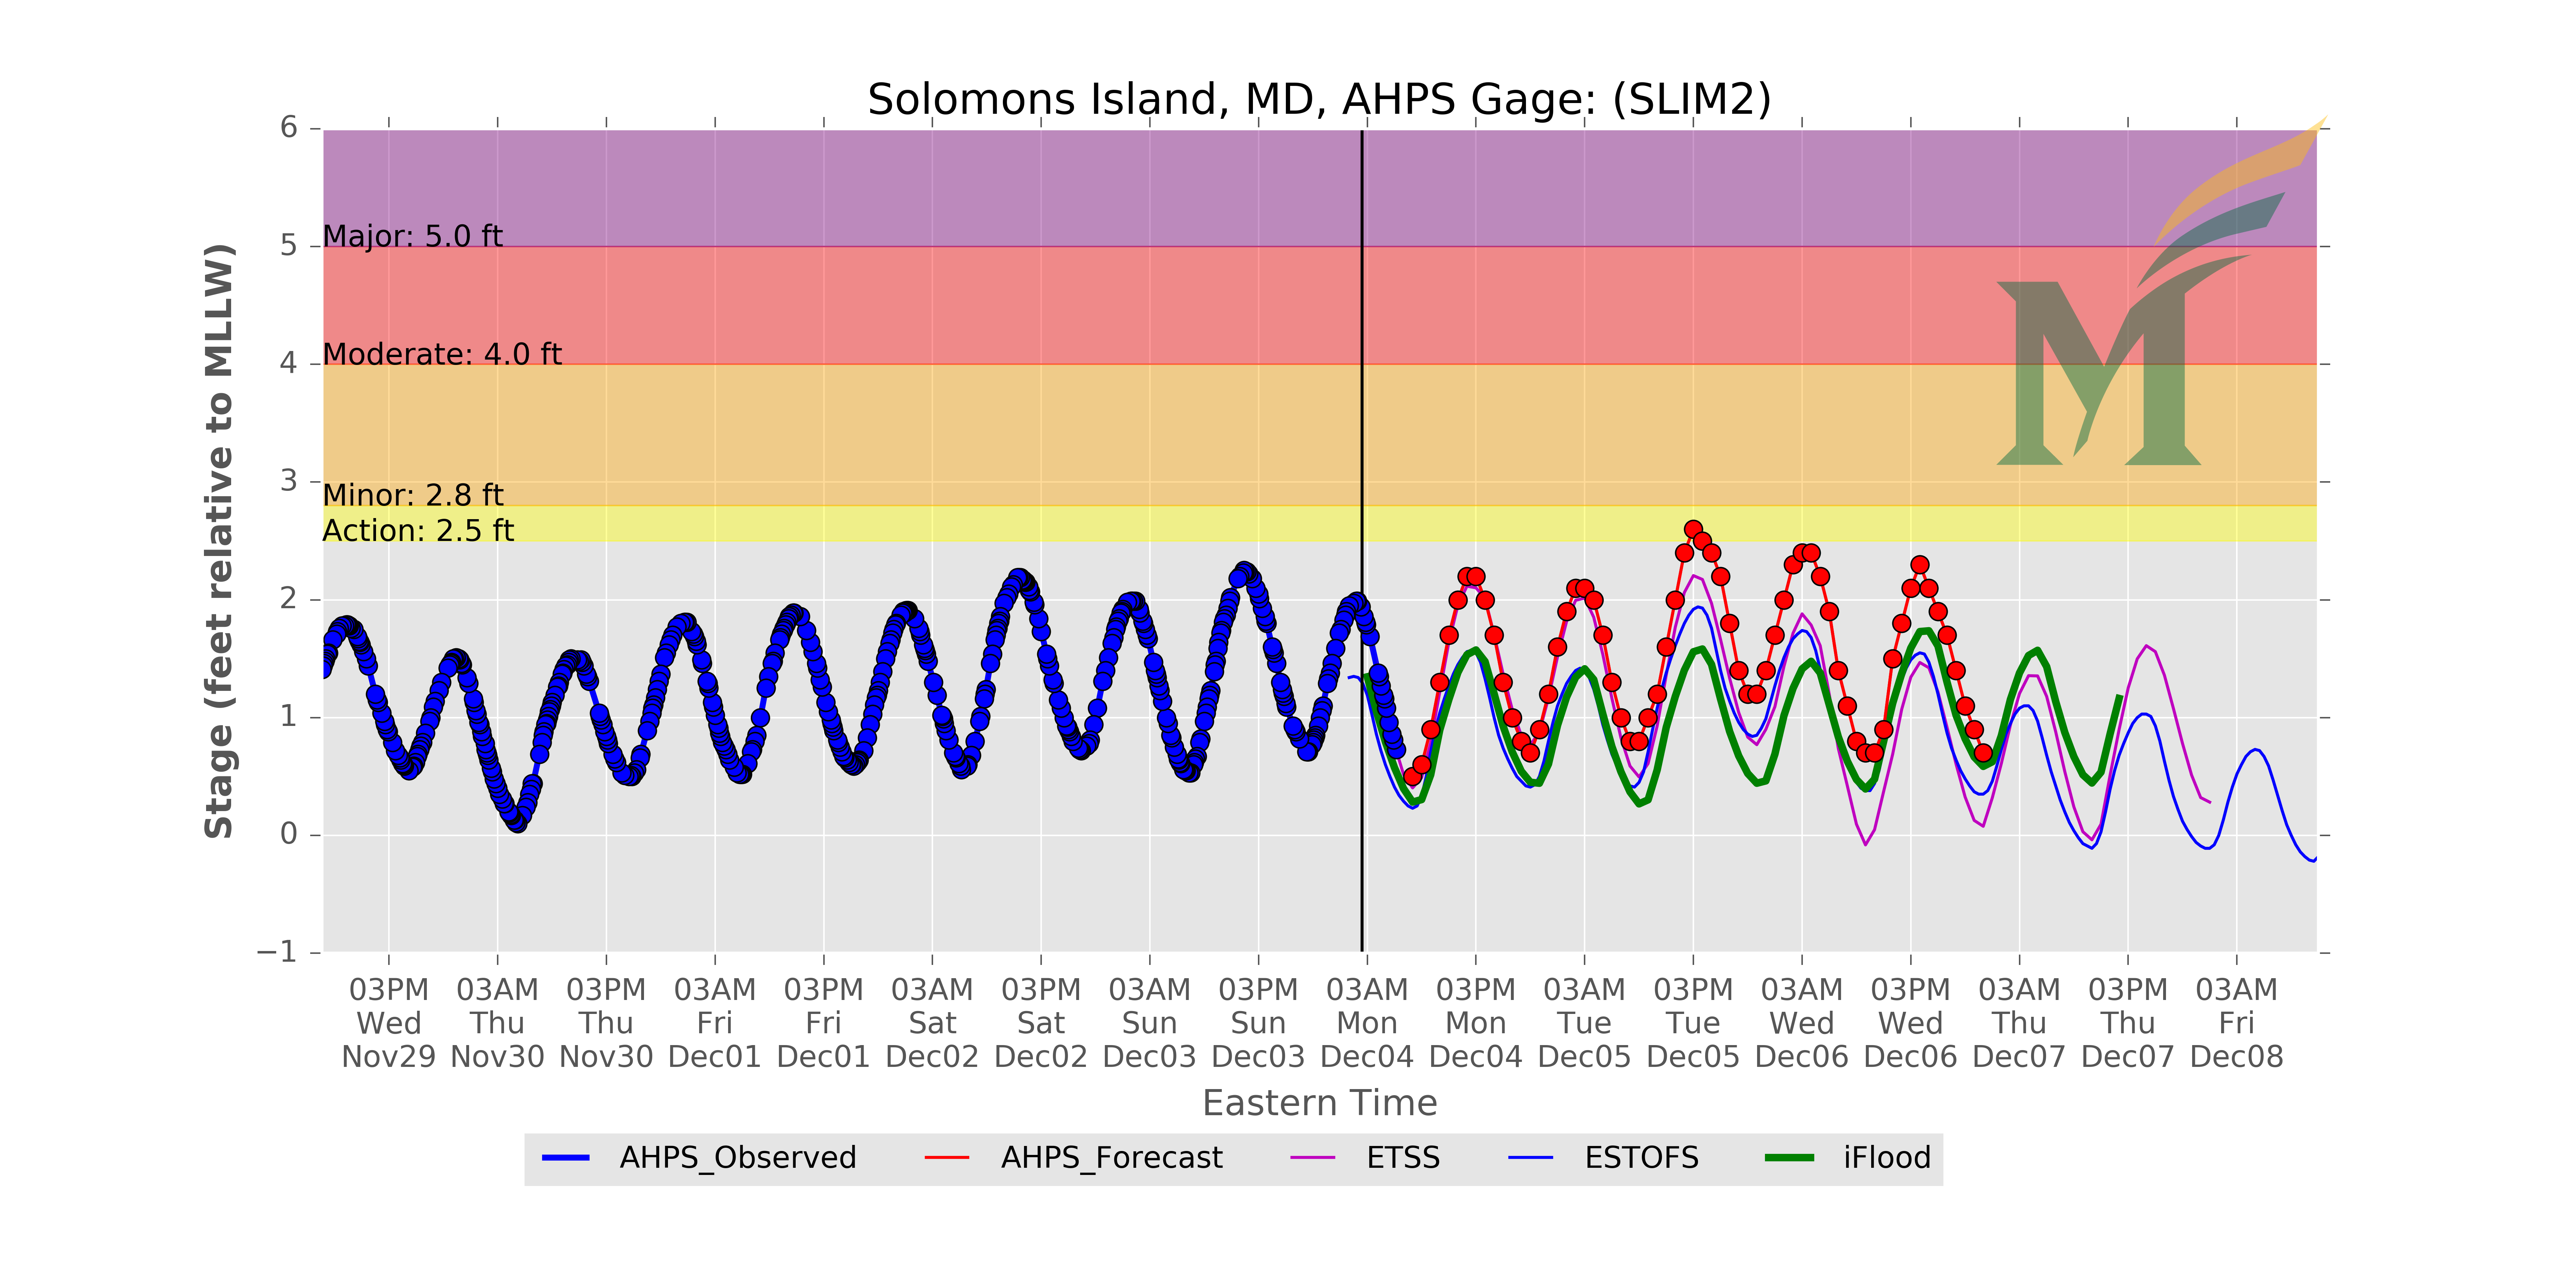 Solomons Island, MD, AHPS Gage: (SLIM2)
6
5
4
3
2
1
0
−1
Stage (feet relative to MLLW)
Major: 5.0 ft
Moderate: 4.0 ft
Minor: 2.8 ft
Action: 2.5 ft
M
03PM 03AM 03PM 03AM 03PM 03AM 03PM 03AM 03PM 03AM 03PM 03AM 03PM 03AM 03PM 03AM 03PM 03AM
Wed Thu Thu Fri Fri Sat Sat Sun Sun Mon Mon Tue Tue Wed Wed Thu Thu Fri
Nov29 Nov30 Nov30 Dec01 Dec01 Dec02 Dec02 Dec03 Dec03 Dec04 Dec04 Dec05 Dec05 Dec06 Dec06 Dec07 Dec07 Dec08
Eastern Time
AHPS_Observed AHPS_Forecast ETSS ESTOFS iFlood